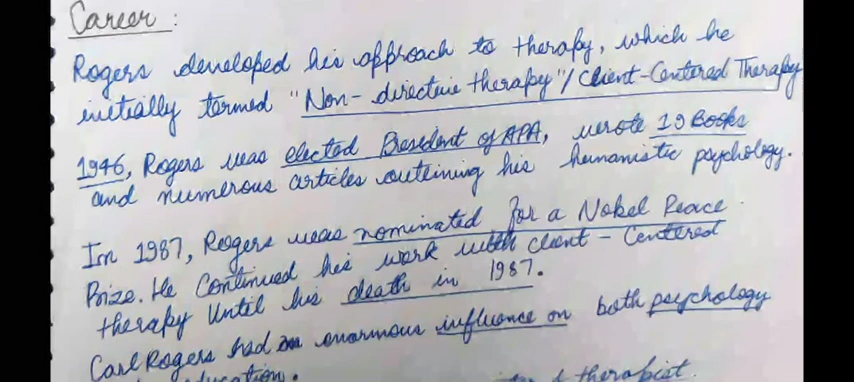 Career :
Rogers developed his approach to therapy, which he
initially termed "Non-directive therapy"/Client-Centered Therapy
1946, Rogers was elected President of APA, wrote 19 Books
and numerous articles outlining his humanistic psychology.
In 1987, Rogers was nominated for a Nobel Peace
Prize. He Continued his work with client-Centered
therapy Until his death in 1987.
Carl Rogers had an enormous influence on both psychology
education.
therapist